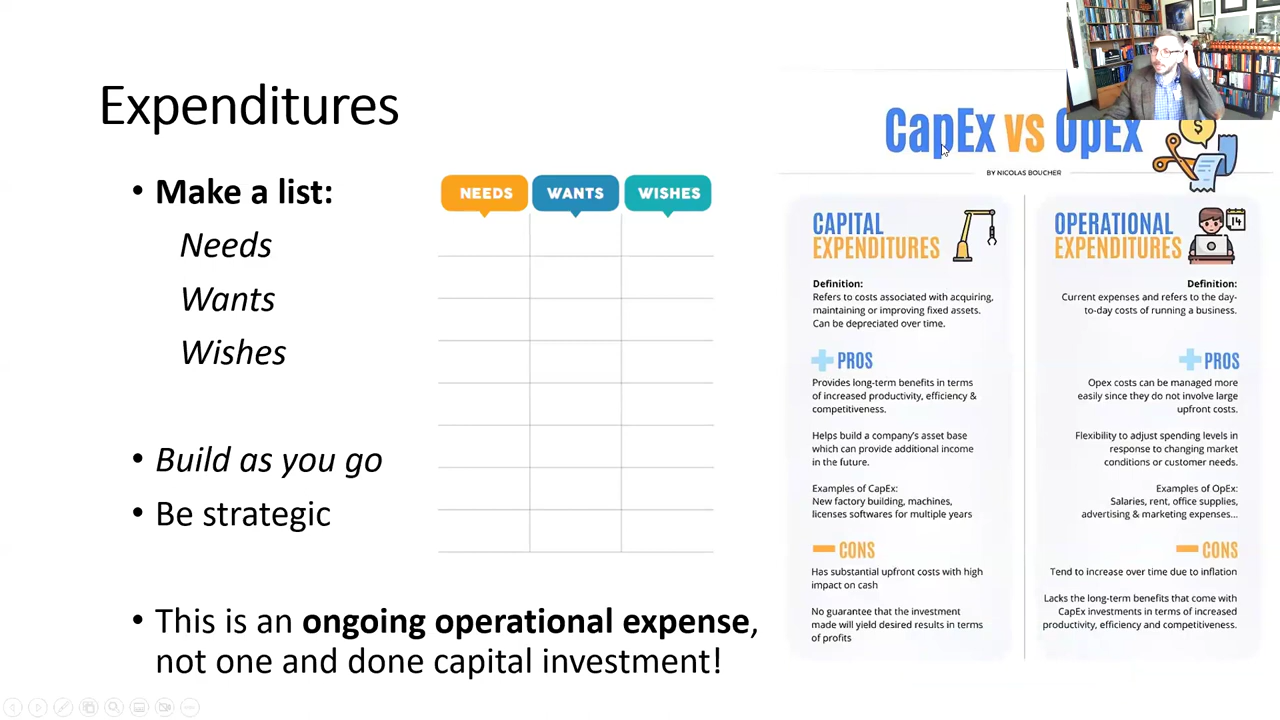 Expenditures
• Make a list:
Needs
Wants
Wishes
• Build as you go
• Be strategic
• This is an ongoing operational expense,
not one and done capital investment!
NEEDS WANTS WISHES
CapEx vs OpEx
$
BY NICOLAS BOUCHER
CAPITAL
EXPENDITURES
Definition:
Refers to costs associated with acquiring,
maintaining or improving fixed assets.
Can be depreciated over time.
PROS
Provides long-term benefits in terms
of increased productivity, efficiency &
competitiveness.
Helps build a company's asset base
which can provide additional income
in the future.
Examples of CapEx:
New factory building, machines,
licenses softwares for multiple years
CONS
Has substantial upfront costs with high
impact on cash
No guarantee that the investment
made will yield desired results in terms
of profits
OPERATIONAL
EXPENDITURES
14
Definition:
Current expenses and refers to the day-
to-day costs of running a business.
PROS
Opex costs can be managed more
easily since they do not involve large
upfront costs.
Flexibility to adjust spending levels in
response to changing market
conditions or customer needs.
Examples of OpEx:
Salaries, rent, office supplies,
advertising & marketing expenses...
CONS
Tend to increase over time due to inflation
Lacks the long-term benefits that come with
CapEx investments in terms of increased
productivity, efficiency and competitiveness.